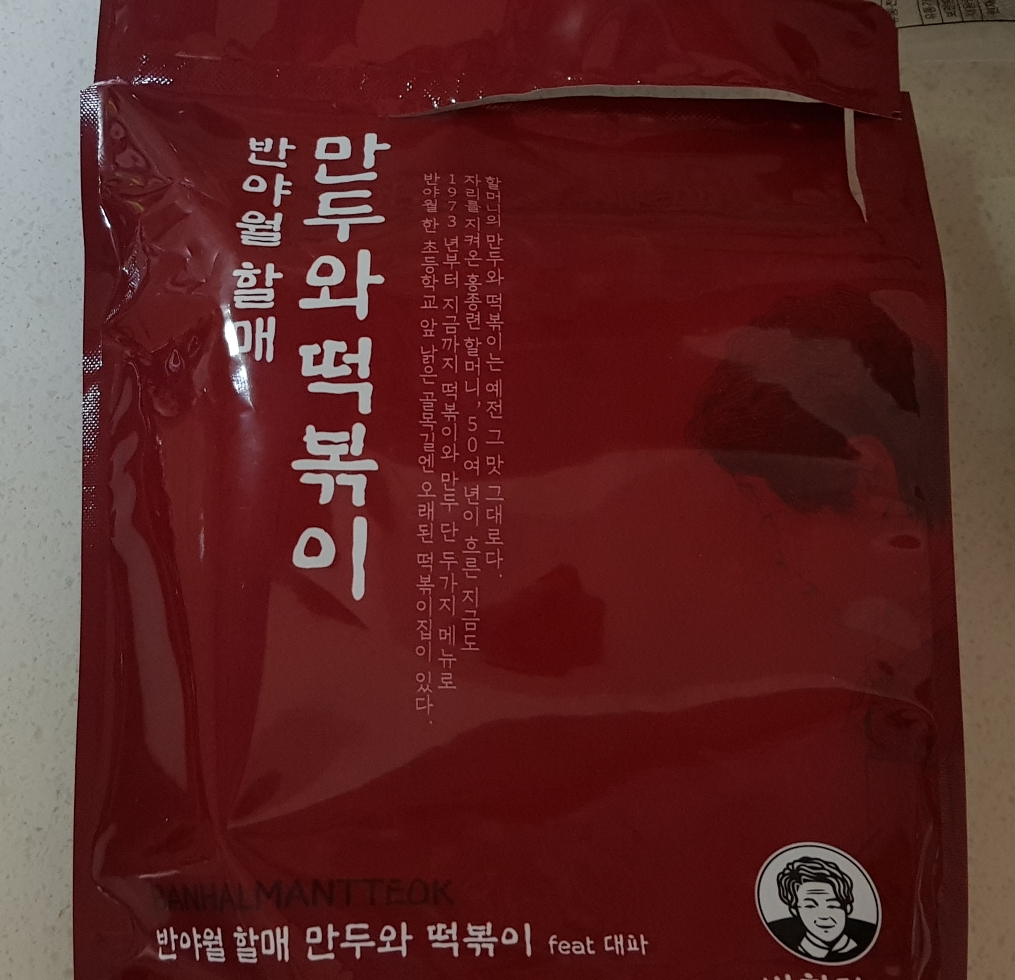 반야월 할매
만두와 떡볶이
반야월 한 초등학교 앞 낡은 골목길엔 오래된 떡볶이집이 있다.
1973년부터 지금까지 떡볶이와 만두 단 두가지 메뉴로
자리를 지켜온 홍종련 할머니, 50여 년이 흐른 지금도
할머니의 만두와 떡볶이는 예전 그 맛 그대로다.
BANHALMANTTEOK
반야월 할매 만두와 떡볶이 feat 대파